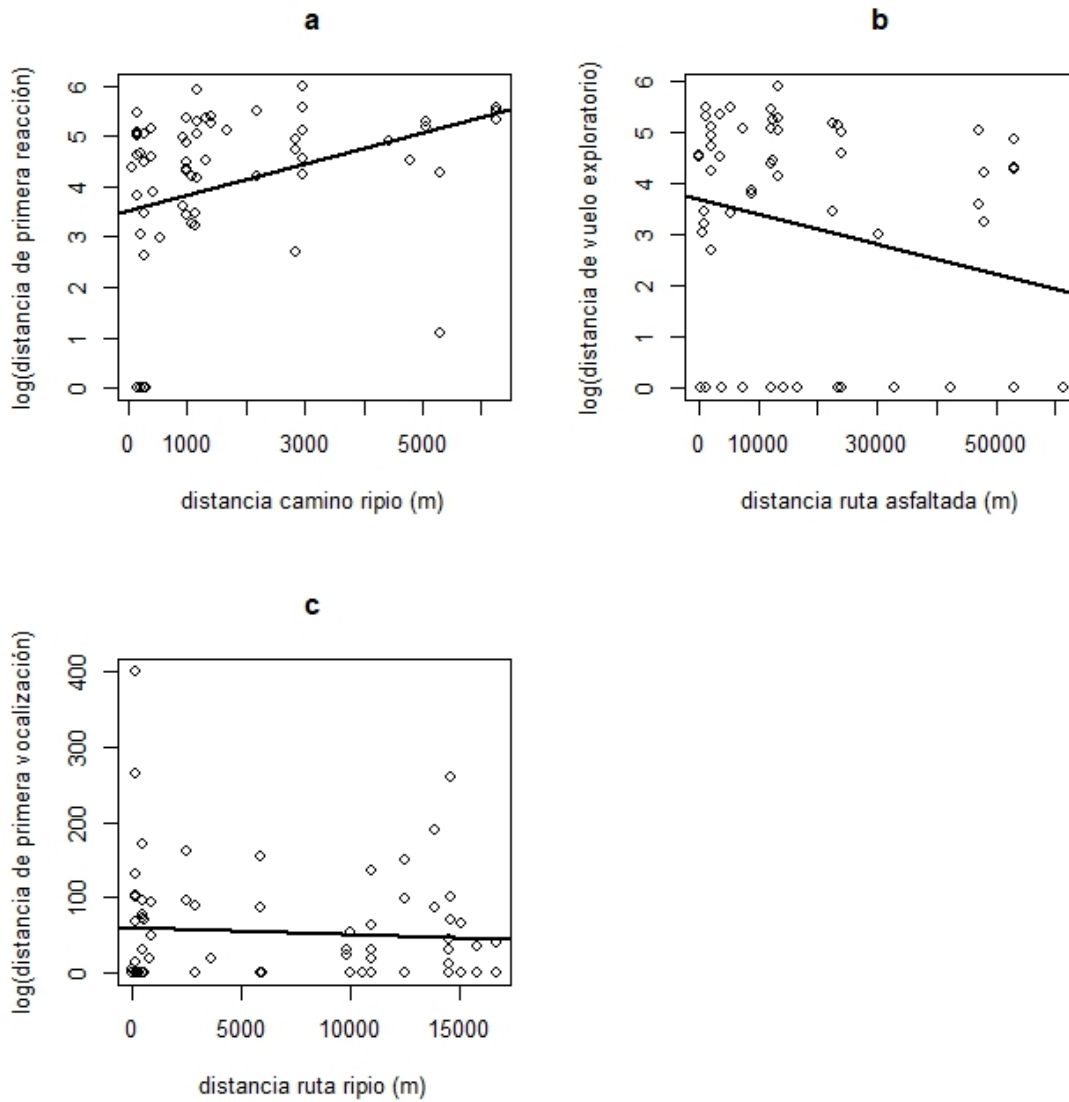 a
log(distancia de primera reacción)
6
5
4
3
2
1
0
0 1000 3000 5000
distancia camino ripio (m)
b
log(distancia de vuelo exploratorio)
6
5
4
3
2
1
0
0 10000 30000 50000
distancia ruta asfaltada (m)
c
log(distancia de primera vocalización)
400
300
200
100
0
0 5000 10000 15000
distancia ruta ripio (m)